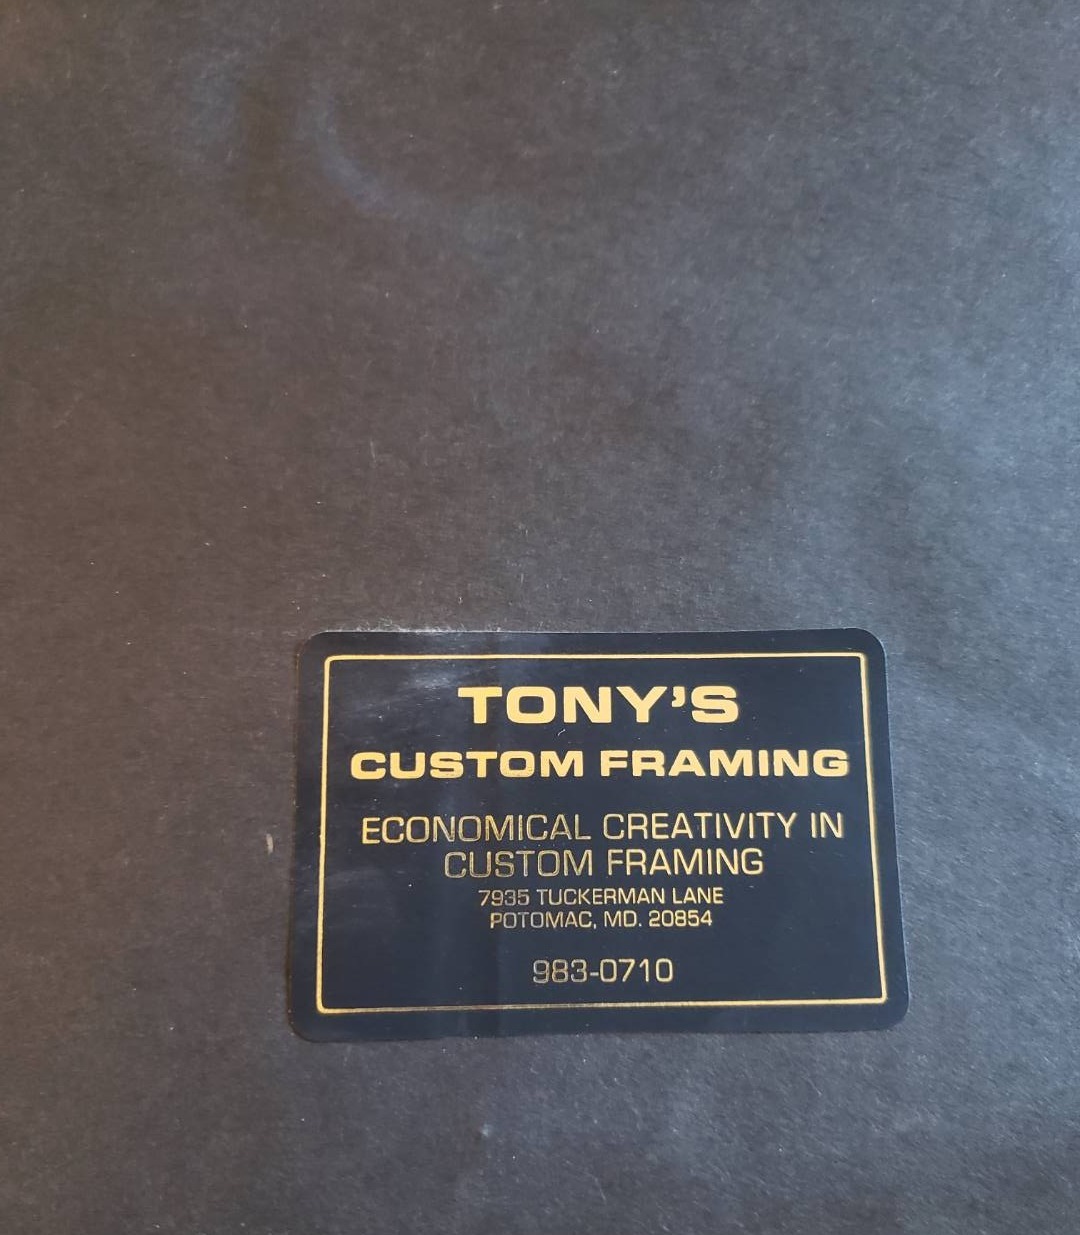 TONY'S
CUSTOM FRAMING
ECONOMICAL CREATIVITY IN
CUSTOM FRAMING
7935 TUCKERMAN LANE
POTOMAC, MD. 20854
983-0710